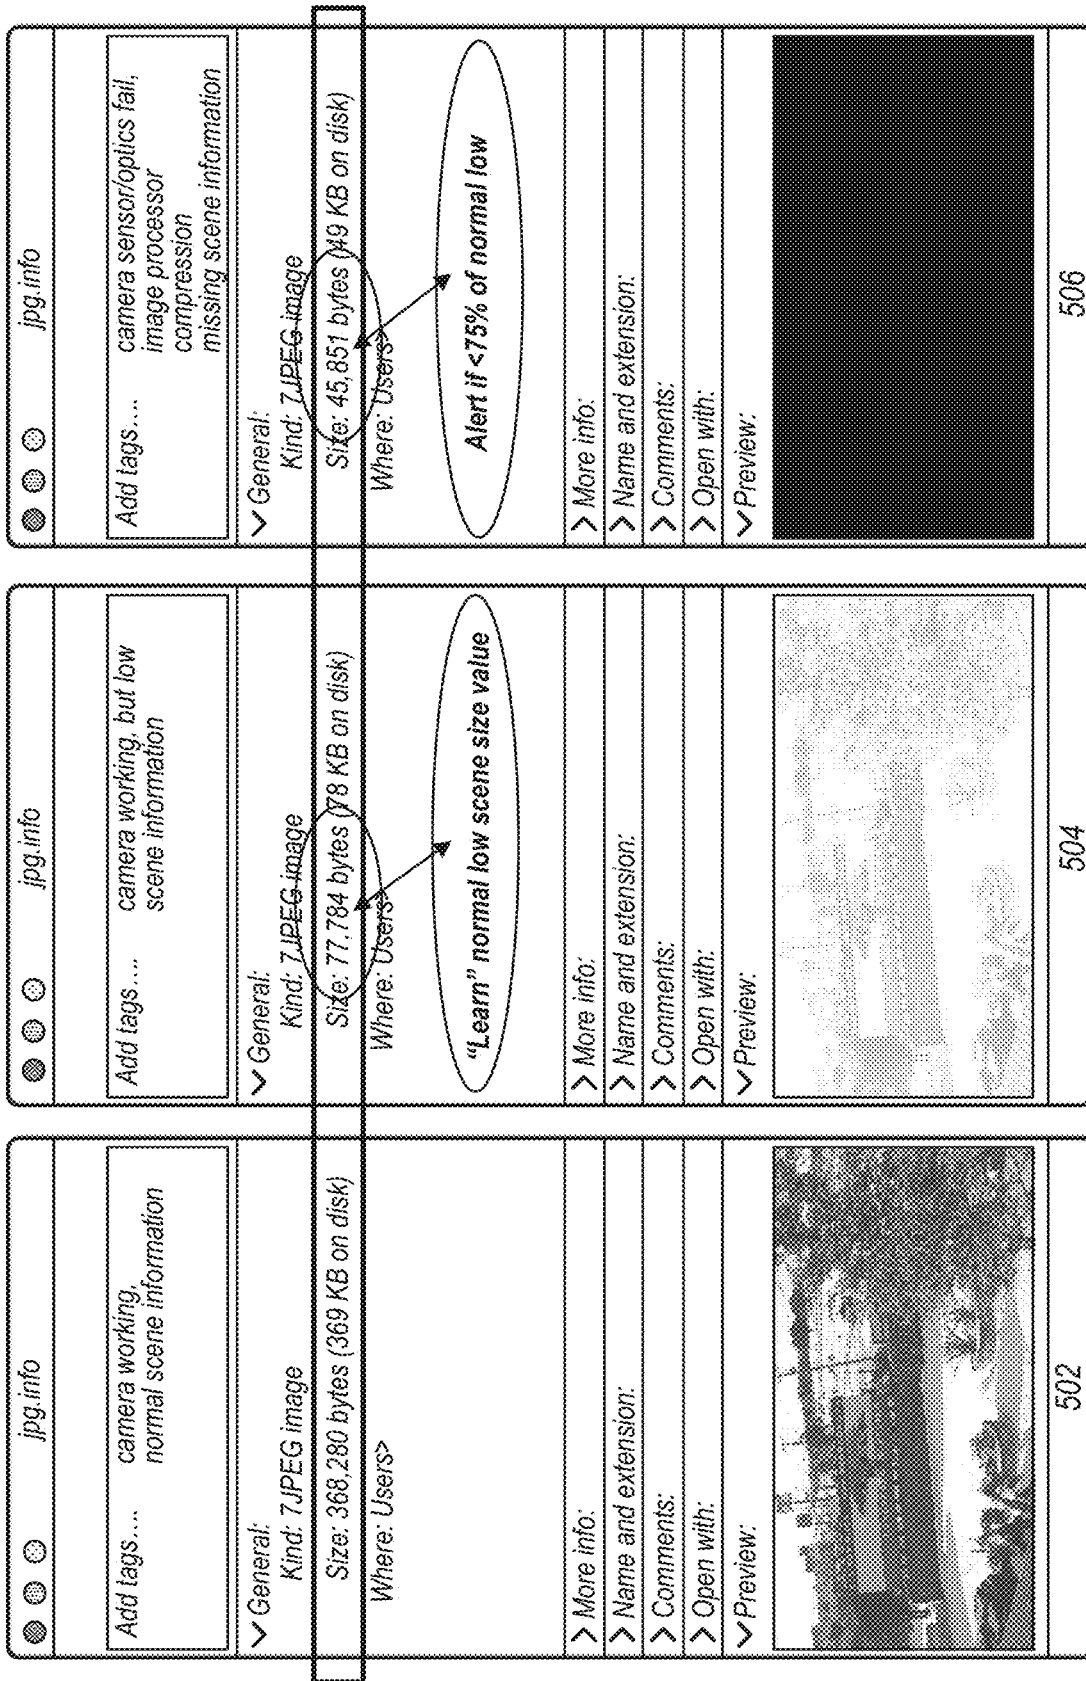 jpg.info
Add tags....
camera working,
normal scene information
General:
Kind: 7JPEG image
Size: 368,280 bytes (369 KB on disk)
Where: Users>
More info:
Name and extension:
Comments:
Open with:
Preview:
502
jpg.info
Add tags....
camera working, but low
scene information
General:
Kind: 7JPEG image
Size: 77,784 bytes (78 KB on disk)
Where: Users>
"Learn" normal low scene size value
More info:
Name and extension:
Comments:
Open with:
Preview:
504
jpg.info
Add tags....
camera sensor/optics fail,
image processor
compression
missing scene information
General:
Kind: 7JPEG image
Size: 45,851 bytes (49 KB on disk)
Where: Users>
Alert if <75% of normal low
More info:
Name and extension:
Comments:
Open with:
Preview:
506